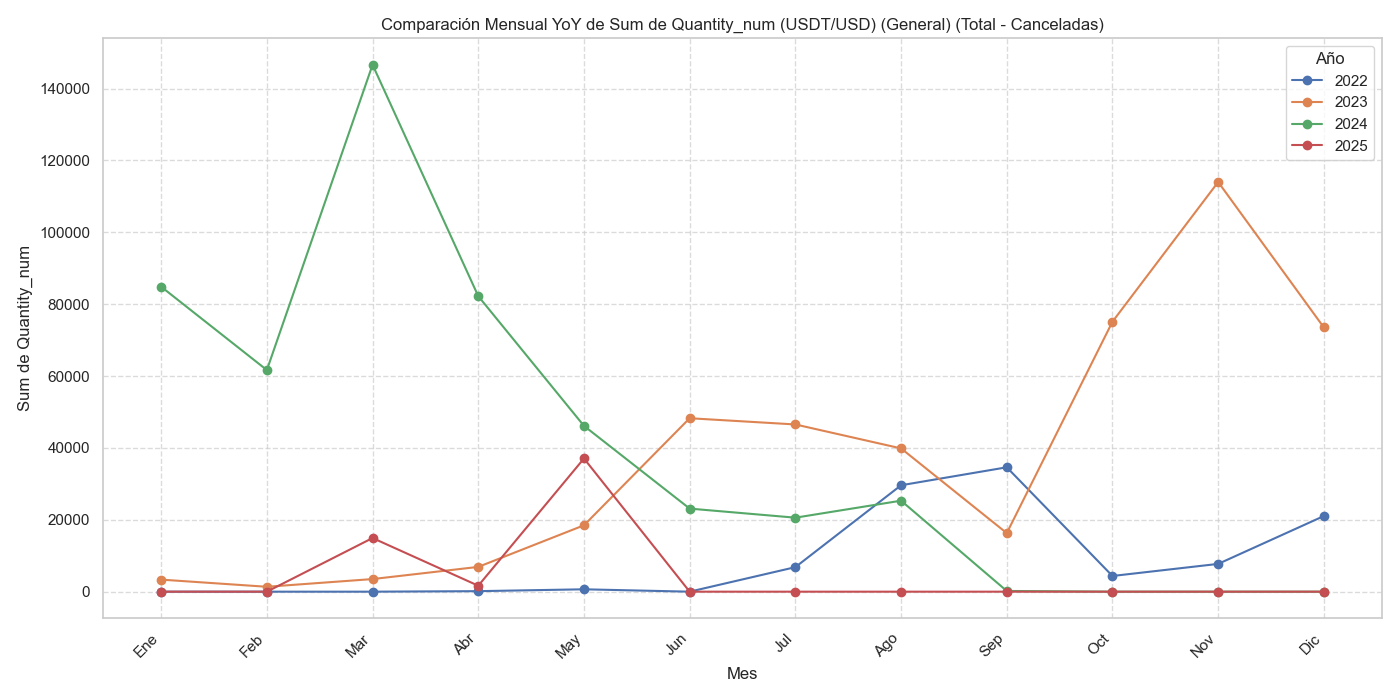 Comparación Mensual YoY de Sum de Quantity_num (USDT/USD) (General) (Total - Canceladas)
Año
2022
2023
2024
2025
Sum de Quantity_num
140000
120000
100000
80000
60000
40000
20000
0
Ene
Feb
Mar
Abr
May
Jun
Jul
Ago
Sep
Oct
Nov
Dic
Mes